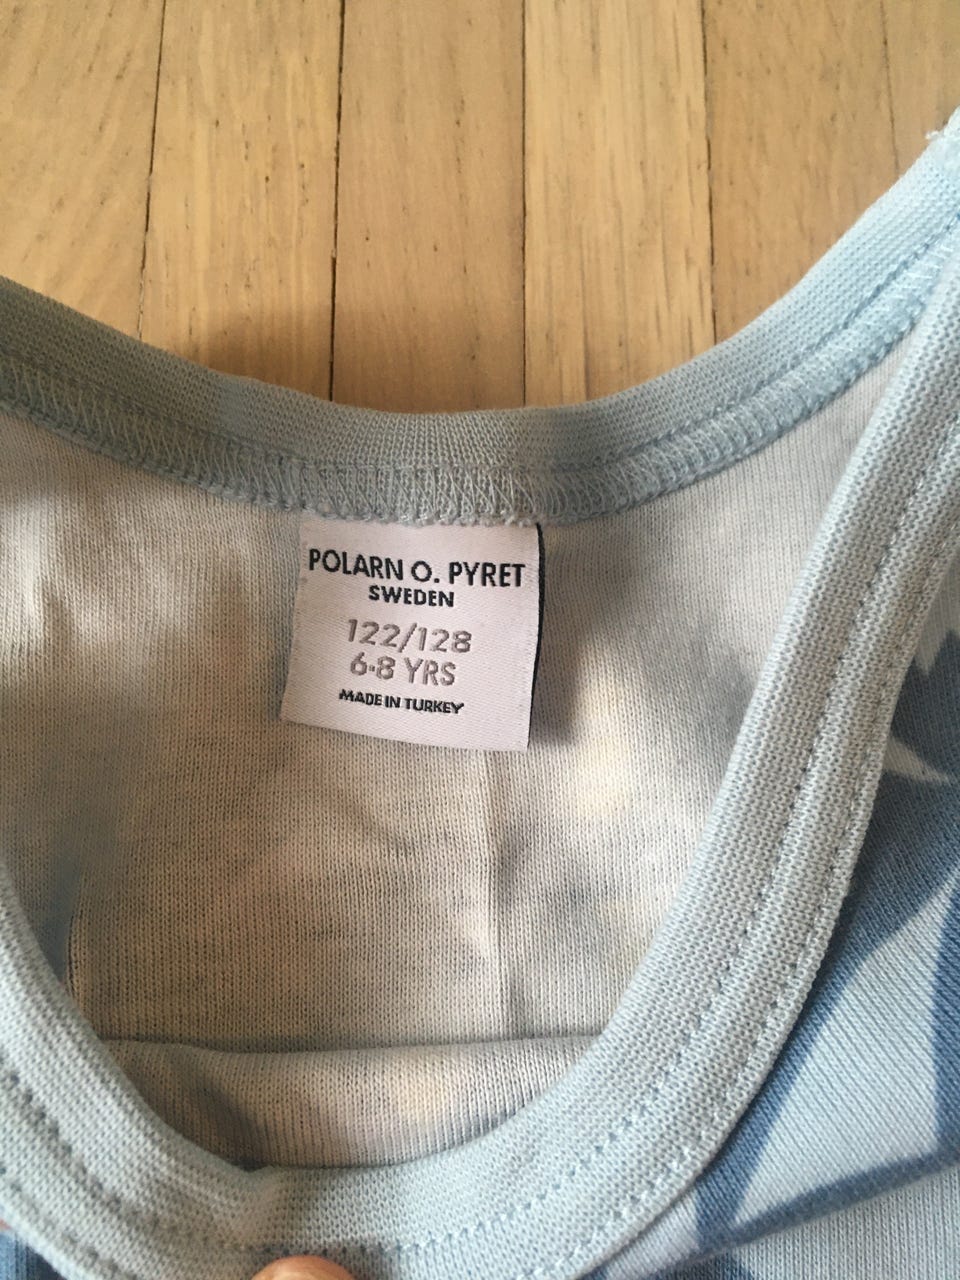 POLARN O. PYRET
SWEDEN
122/128
6-8 YRS
MADE IN TURKEY